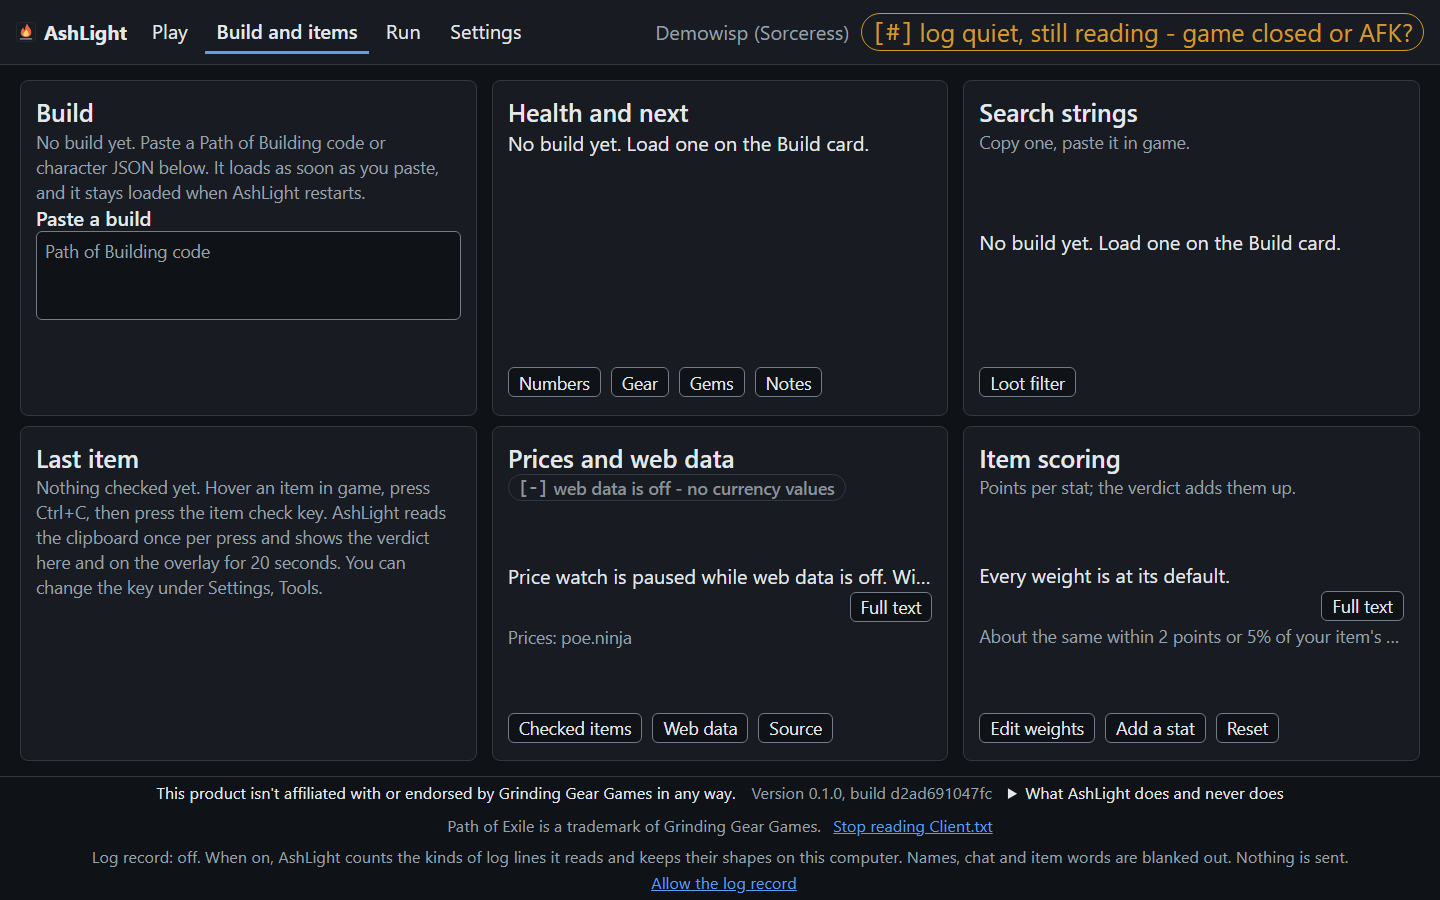 AshLight
Play
Build and items
Run
Settings
Demowisp (Sorceress)
[#] log quiet, still reading - game closed or AFK?
Build
No build yet. Paste a Path of Building code or
character JSON below. It loads as soon as you paste,
and it stays loaded when AshLight restarts.
Paste a build
Path of Building code
Health and next
No build yet. Load one on the Build card.
Numbers
Gear
Gems
Notes
Search strings
Copy one, paste it in game.
No build yet. Load one on the Build card.
Loot filter
Last item
Nothing checked yet. Hover an item in game, press
Ctrl+C, then press the item check key. AshLight reads
the clipboard once per press and shows the verdict
here and on the overlay for 20 seconds. You can
change the key under Settings, Tools.
Prices and web data
[-] web data is off - no currency values
Price watch is paused while web data is off. Wi...
Full text
Prices: poe.ninja
Checked items
Web data
Source
Item scoring
Points per stat; the verdict adds them up.
Every weight is at its default.
Full text
About the same within 2 points or 5% of your item's ...
Edit weights
Add a stat
Reset
This product isn't affiliated with or endorsed by Grinding Gear Games in any way.
Version 0.1.0, build d2ad691047fc
▶ What AshLight does and never does
Path of Exile is a trademark of Grinding Gear Games.
Stop reading Client.txt
Log record: off. When on, AshLight counts the kinds of log lines it reads and keeps their shapes on this computer. Names, chat and item words are blanked out. Nothing is sent.
Allow the log record